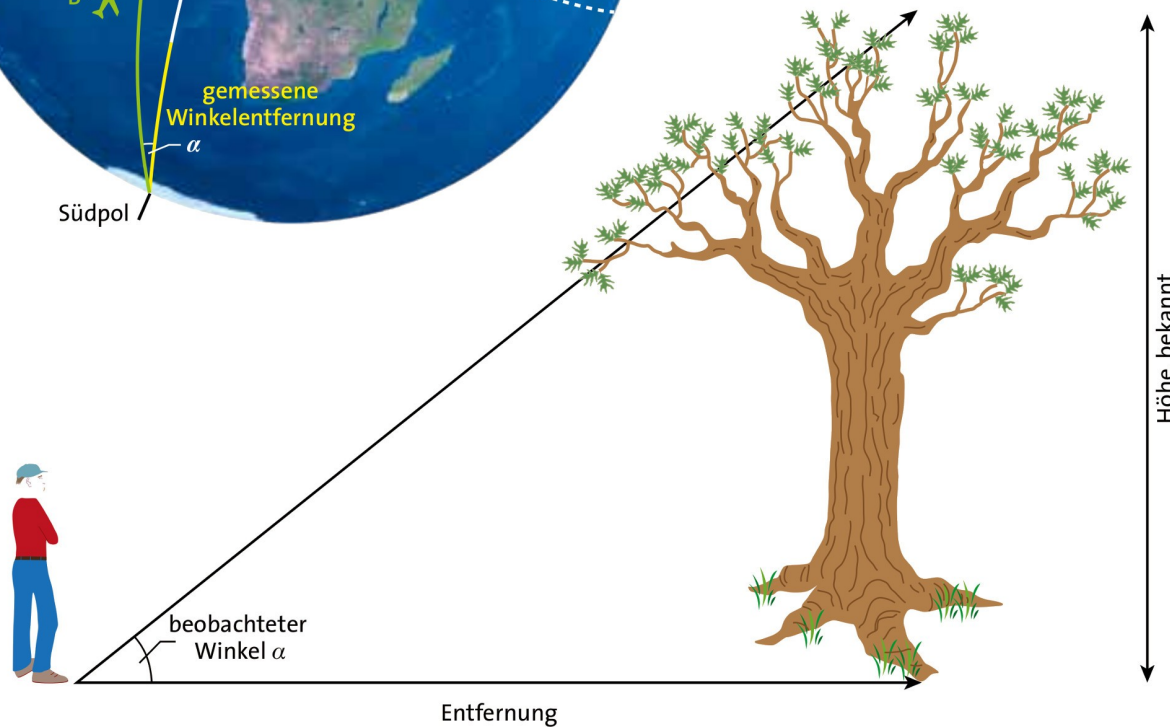 B
gemessene
Winkelentfernung
α
Südpol
Höhe bekannt
beobachteter
Winkel α
Entfernung